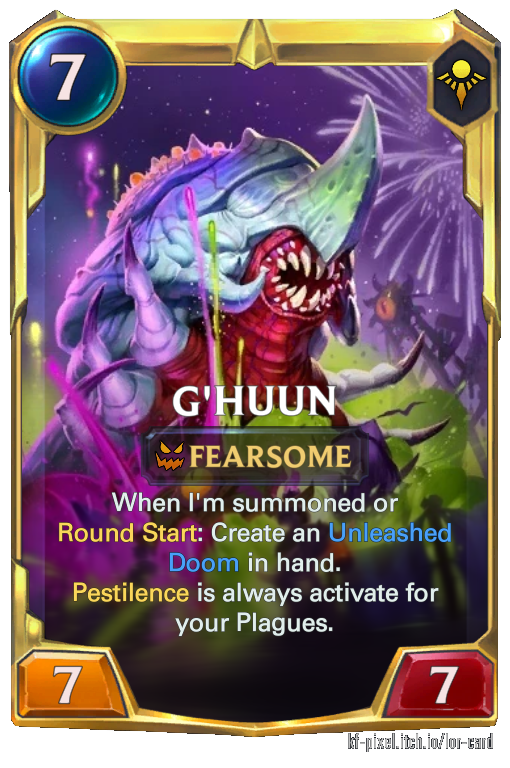 7
G'HUUN
FEARSOME
When I'm summoned or
Round Start: Create an Unleashed
Doom in hand.
Pestilence is always activate for
your Plagues.
7
7
kf-pixel.itch.io/lor-card